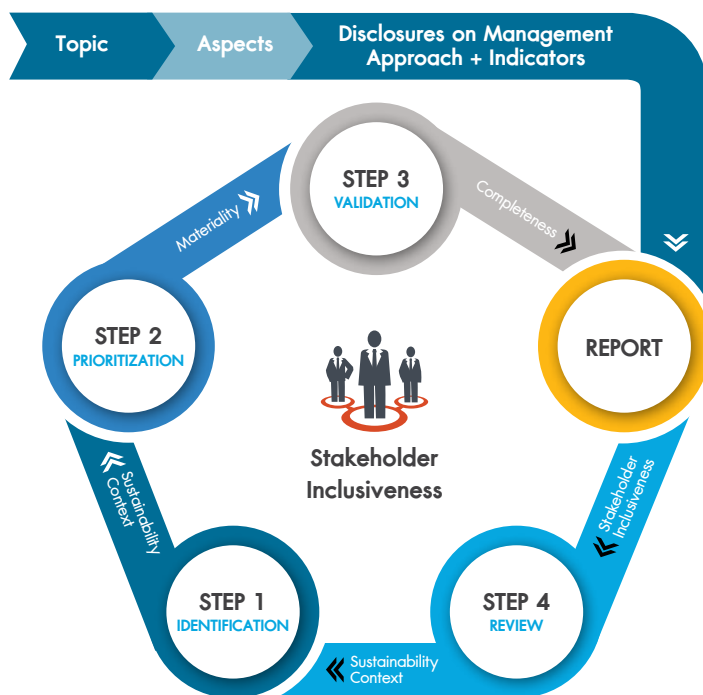 Topic
Aspects
Disclosures on Management
Approach + Indicators
STEP 3
VALIDATION
Materiality
Completeness
STEP 2
PRIORITIZATION
REPORT
Stakeholder
Inclusiveness
Sustainability
Context
Stakeholder
Inclusiveness
STEP 1
IDENTIFICATION
STEP 4
REVIEW
Sustainability
Context